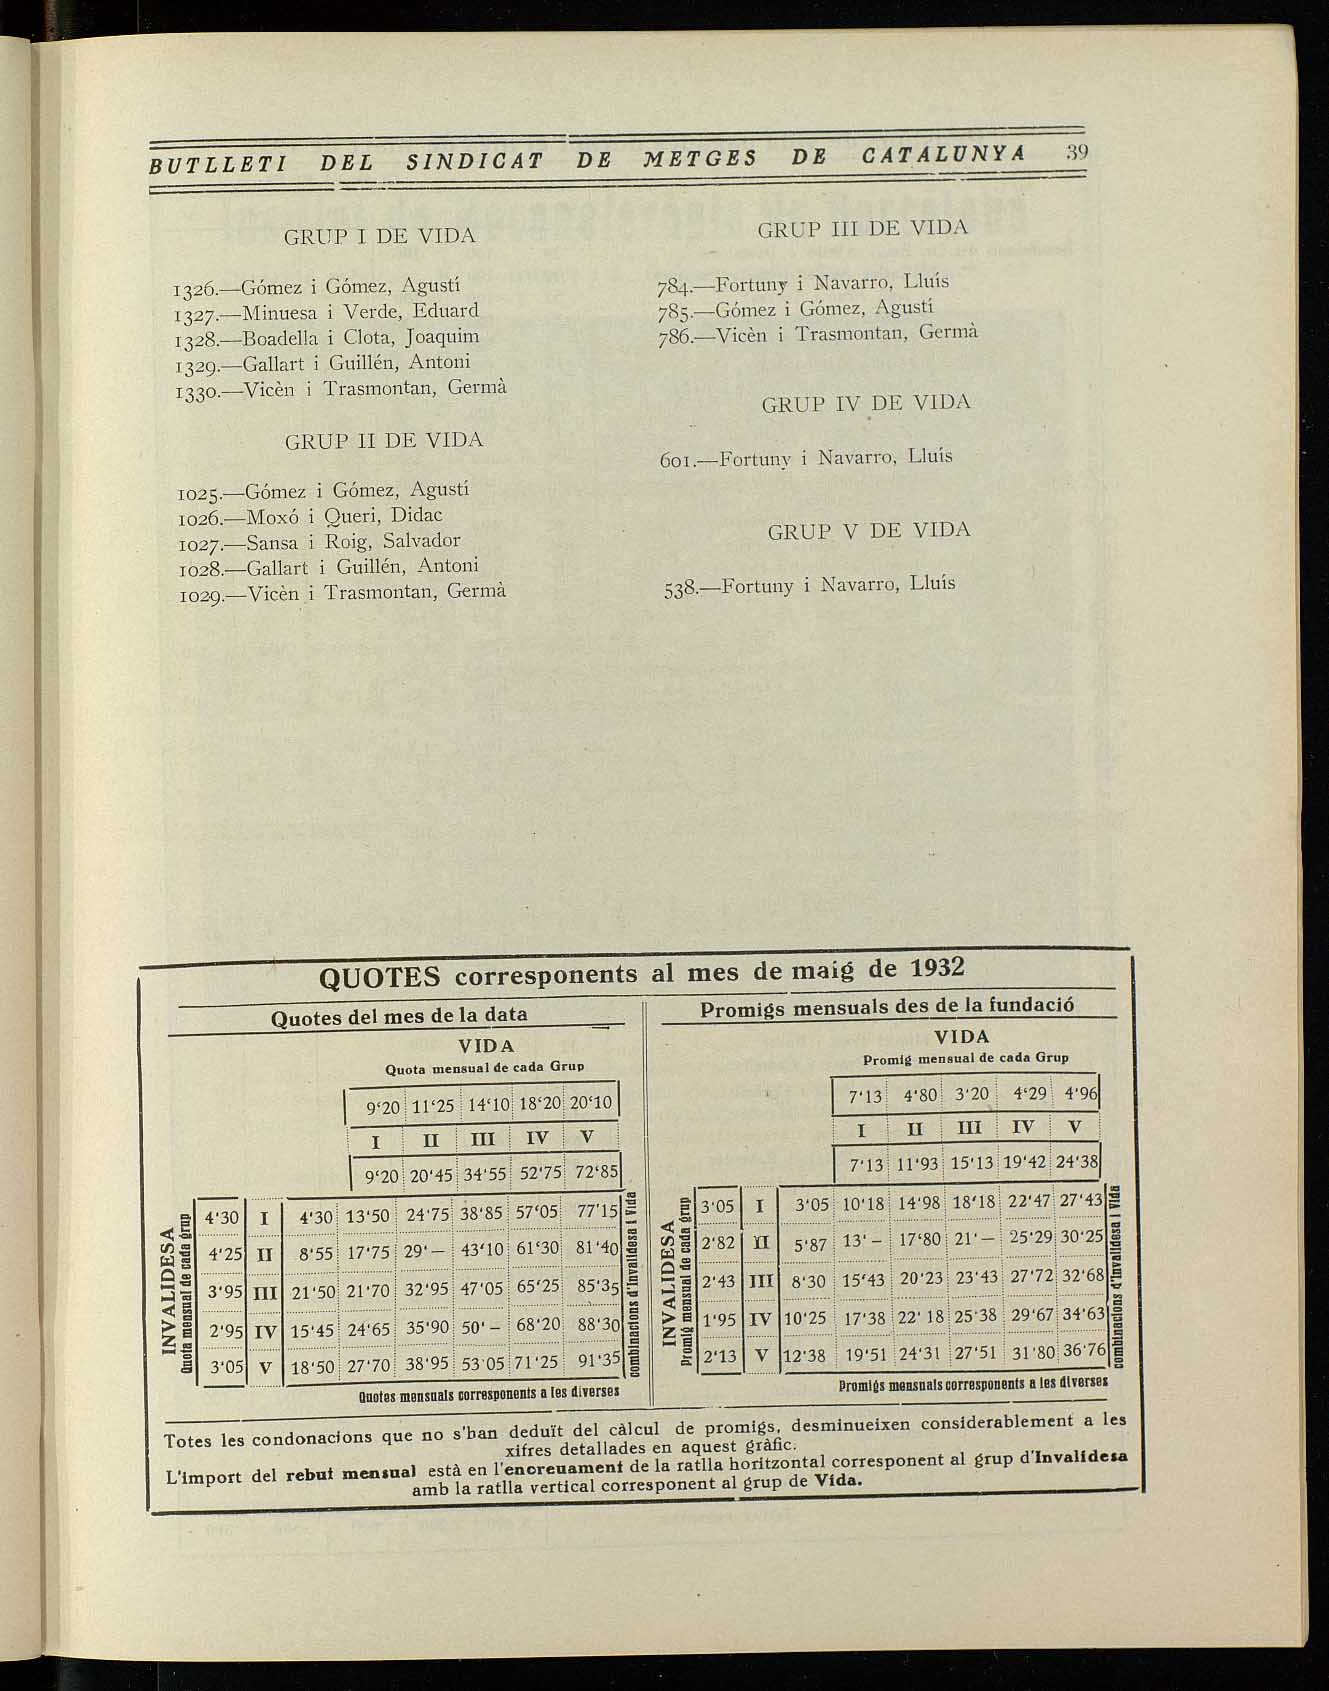 BUTLLETI DEL SINDICAT DE METGES DE CATALUNYA 39
GRUP I DE VIDA
1326.—Gómez i Gómez, Agustí
1327.—Minuesa i Verde, Eduard
1328.—Boadella i Clota, Joaquim
1329.—Gallart i Guillén, Antoni
1330.—Vicèn i Trasmontan, Germà
GRUP II DE VIDA
1025.—Gómez i Gómez, Agustí
1026.—Moxó i Queri, Didac
1027.—Sansa i Roig, Salvador
1028.—Gallart i Guillén, Antoni
1029.—Vicèn i Trasmontan, Germà
GRUP III DE VIDA
784.—Fortuny i Navarro, Lluís
785.—Gómez i Gómez, Agustí
786.—Vicèn i Trasmontan, Germà
GRUP IV DE VIDA
601.—Fortuny i Navarro, Lluís
GRUP V DE VIDA
538.—Fortuny i Navarro, Lluís
QUOTES corresponents al mes de maig de 1932
Quotes del mes de la data
VIDA
Quota mensual de cada Grup
9'20 11'25 14'10 18'20 20'10
I II III IV V
9'20 20'45 34'55 52'75 72'85
INVALIDESA
Quota mensual de cada grup
4'30 I 4'30 13'50 24'75 38'85 57'05 77'15
4'25 II 8'55 17'75 29'— 43'10 61'30 81'40
3'95 III 21'50 21'70 32'95 47'05 65'25 85'35
2'95 IV 15'45 24'65 35'90 50'— 68'20 88'30
3'05 V 18'50 27'70 38'95 53'05 71'25 91'35
combinacions d'Invalidesa i Vida
Quotes mensuals corresponents a les diverses
Promigs mensuals des de la fundació
VIDA
Promig mensual de cada Grup
7'13 4'80 3'20 4'29 4'96
I II III IV V
7'13 11'93 15'13 19'42 24'38
INVALIDESA
Promig mensual de cada grup
3'05 I 3'05 10'18 14'98 18'18 22'47 27'43
2'82 II 5'87 13'— 17'80 21'— 25'29 30'25
2'43 III 8'30 15'43 20'23 23'43 27'72 32'68
1'95 IV 10'25 17'38 22'18 25'38 29'67 34'63
2'13 V 12'38 19'51 24'31 27'51 31'80 36'76
combinacions d'Invalidesa i Vida
Promigs mensuals corresponents a les diverses
Totes les condonacions que no s'han deduït del càlcul de promigs, desminueixen considerablement a les
xifres detallades en aquest gràfic.
L'import del rebut mensual està en l'encreuament de la ratlla horitzontal corresponent al grup d'Invalidesa
amb la ratlla vertical corresponent al grup de Vida.